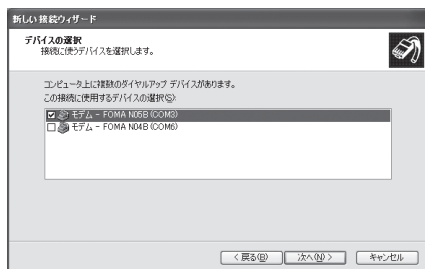 新しい接続ウィザード
デバイスの選択
接続に使うデバイスを選択します。
コンピュータ上に複数のダイヤルアップ デバイスがあります。
この接続に使用するデバイスの選択(S):
モデム - FOMA N05B (COM3)
モデム - FOMA N04B (COM6)
< 戻る(B)
次へ(N) >
キャンセル